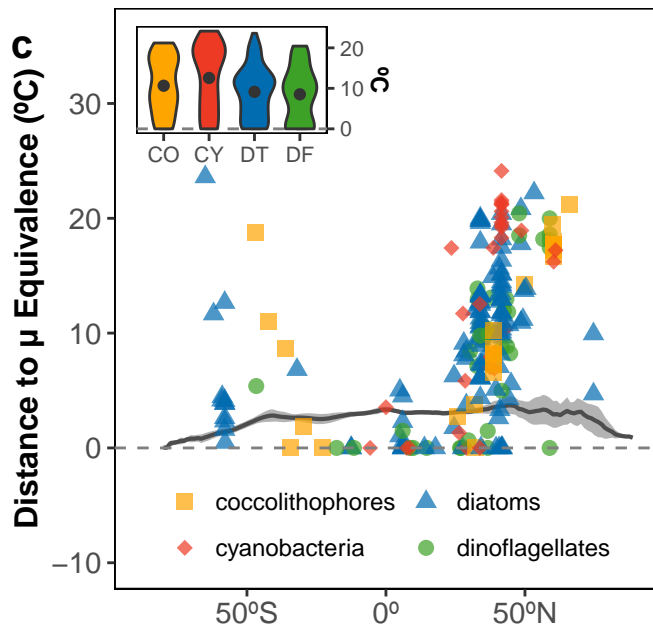 c
Distance to µ Equivalence (ºC)
30
20
10
0
−10
20
10
0
ºC
CO CY DT DF
coccolithophores diatoms
cyanobacteria dinoflagellates
50ºS 0º 50ºN